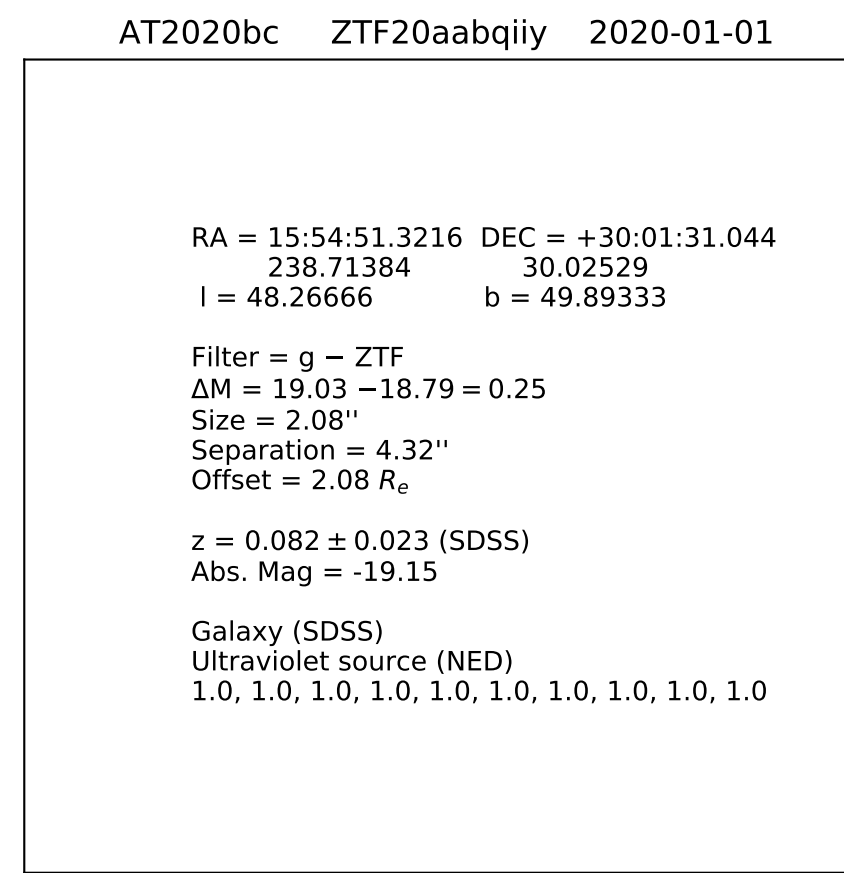 AT2020bc ZTF20aabqiiy 2020-01-01
RA = 15:54:51.3216 DEC = +30:01:31.044
238.71384 30.02529
l = 48.26666 b = 49.89333
Filter = g − ZTF
ΔM = 19.03 −18.79 = 0.25
Size = 2.08''
Separation = 4.32''
Offset = 2.08 Rₑ
z = 0.082 ± 0.023 (SDSS)
Abs. Mag = -19.15
Galaxy (SDSS)
Ultraviolet source (NED)
1.0, 1.0, 1.0, 1.0, 1.0, 1.0, 1.0, 1.0, 1.0, 1.0